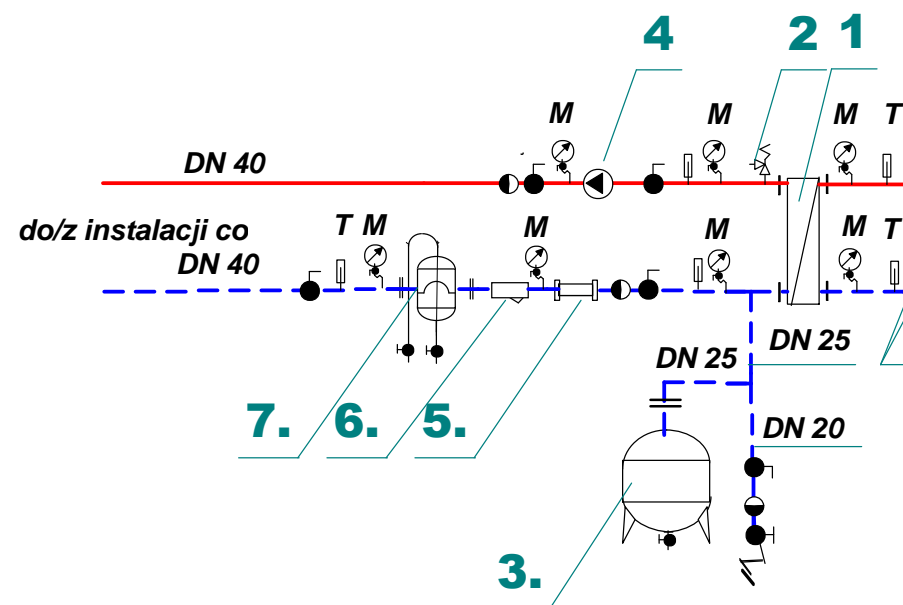 4 2 1
M M M T
DN 40
do/z instalacji co
T M M M M T
DN 40
DN 25 DN 25
7. 6. 5. DN 20
3.